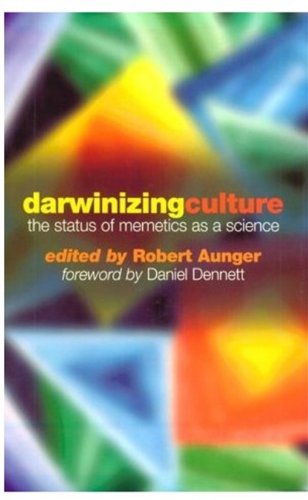 darwinizingculture
the status of memetics as a science
edited by Robert Aunger
foreword by Daniel Dennett